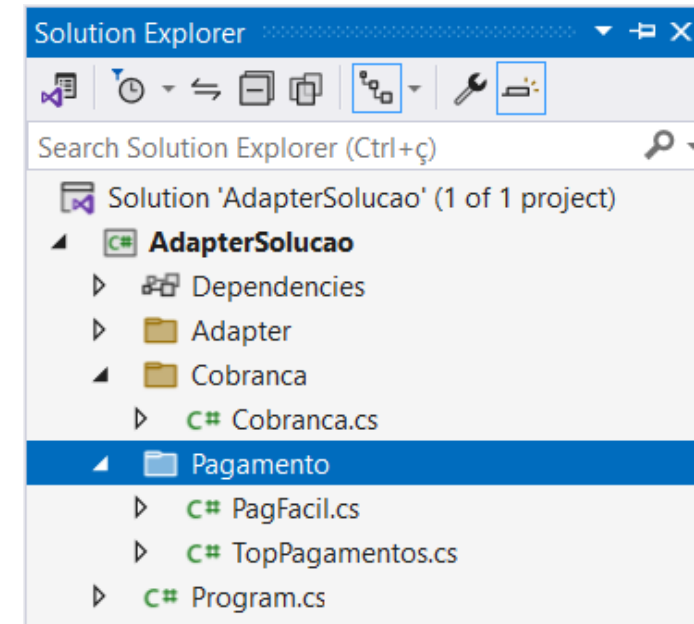 Solution Explorer
Search Solution Explorer (Ctrl+ç)
Solution 'AdapterSolucao' (1 of 1 project)
C# AdapterSolucao
Dependencies
Adapter
Cobranca
C# Cobranca.cs
Pagamento
C# PagFacil.cs
C# TopPagamentos.cs
C# Program.cs